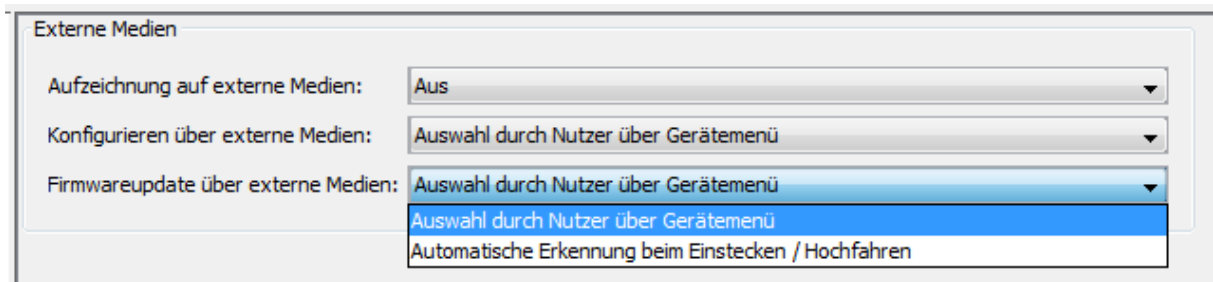 Externe Medien
Aufzeichnung auf externe Medien: Aus
Konfigurieren über externe Medien: Auswahl durch Nutzer über Gerätemenü
Firmwareupdate über externe Medien: Auswahl durch Nutzer über Gerätemenü
Auswahl durch Nutzer über Gerätemenü
Automatische Erkennung beim Einstecken / Hochfahren